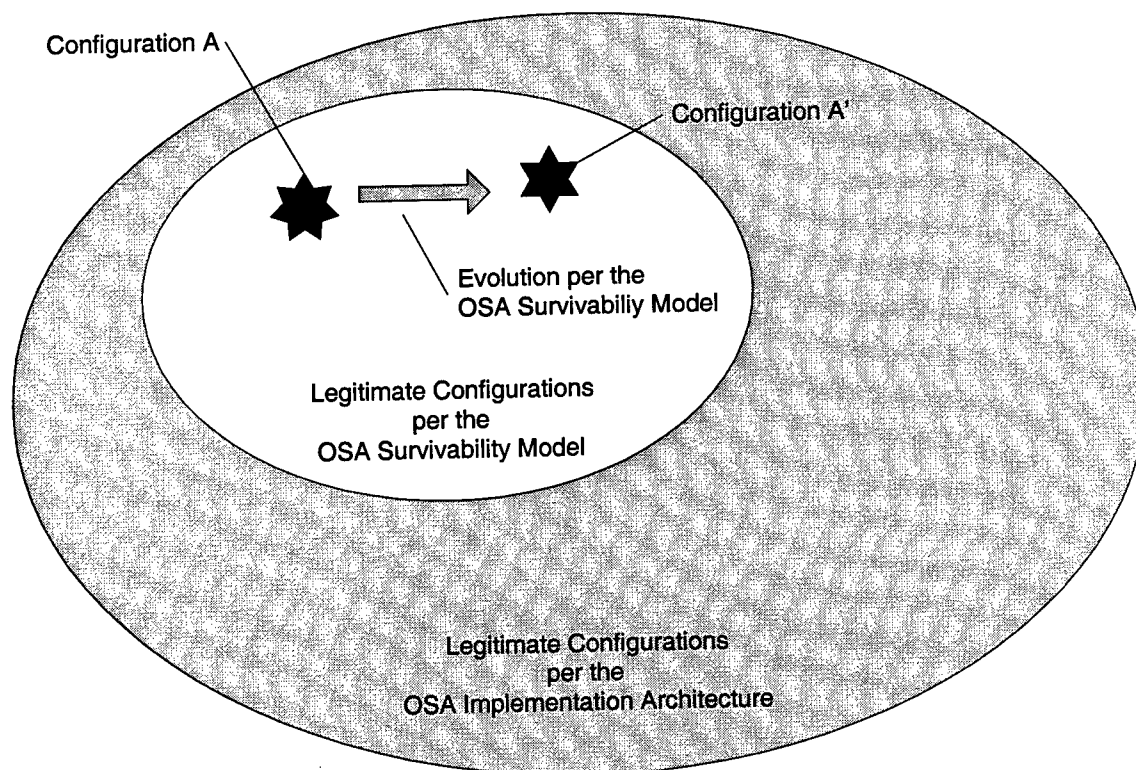 Configuration A
Configuration A'
Evolution per the
OSA Survivabiliy Model
Legitimate Configurations
per the
OSA Survivability Model
Legitimate Configurations
per the
OSA Implementation Architecture